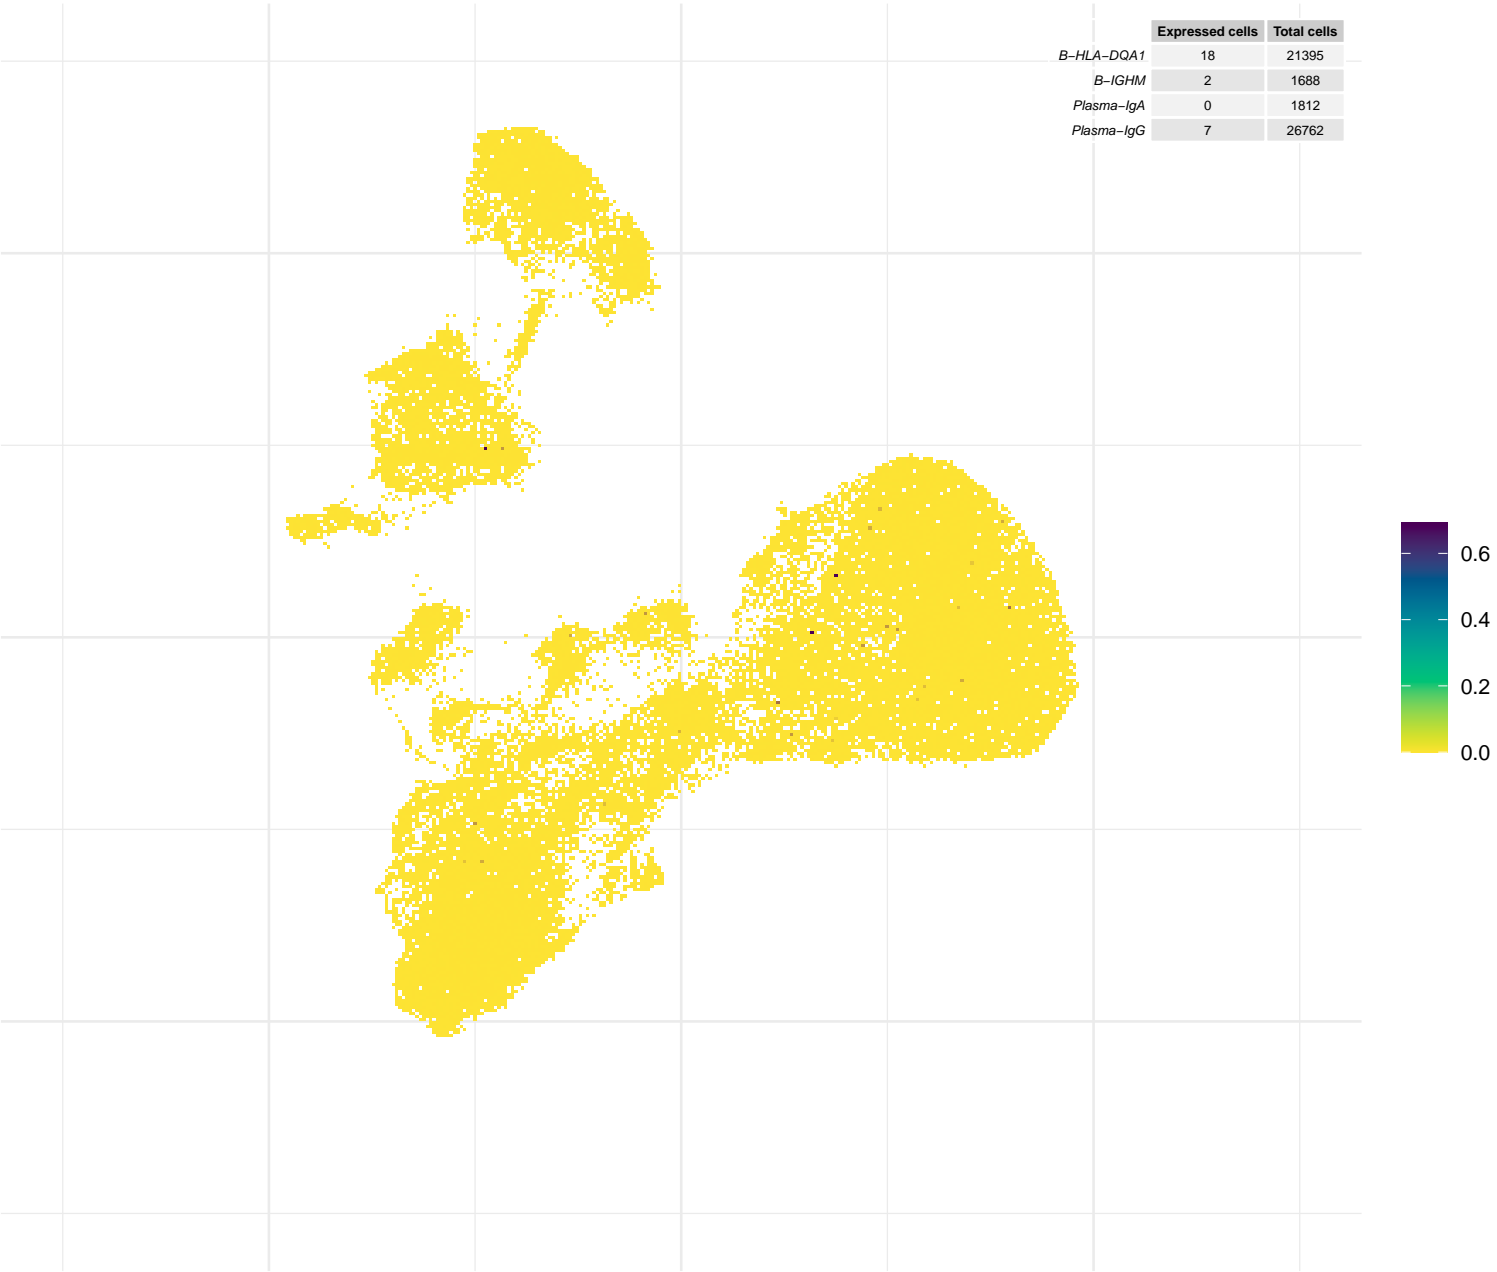 Expressed cells Total cells
B−HLA−DQA1 18 21395
B−IGHM 2 1688
Plasma−IgA 0 1812
Plasma−IgG 7 26762
0.6
0.4
0.2
0.0